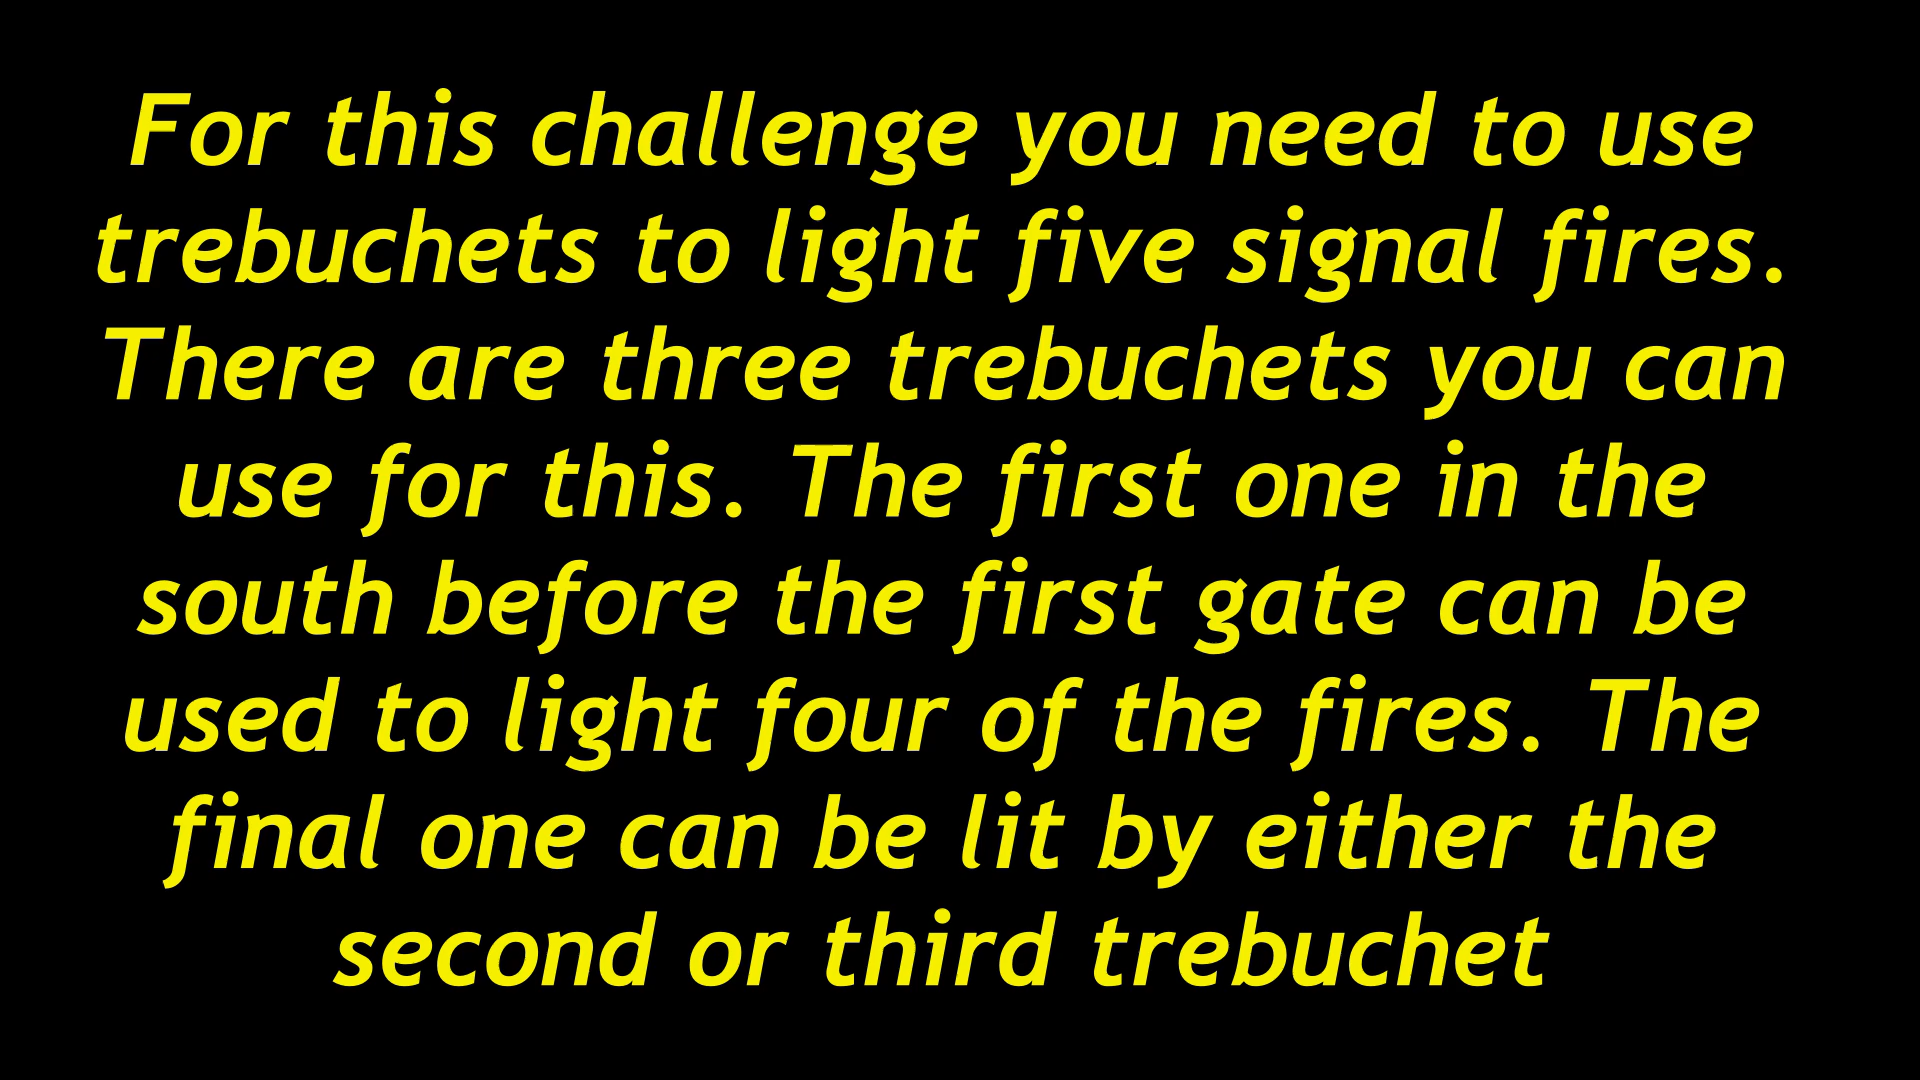 For this challenge you need to use
trebuchets to light five signal fires.
There are three trebuchets you can
use for this. The first one in the
south before the first gate can be
used to light four of the fires. The
final one can be lit by either the
second or third trebuchet